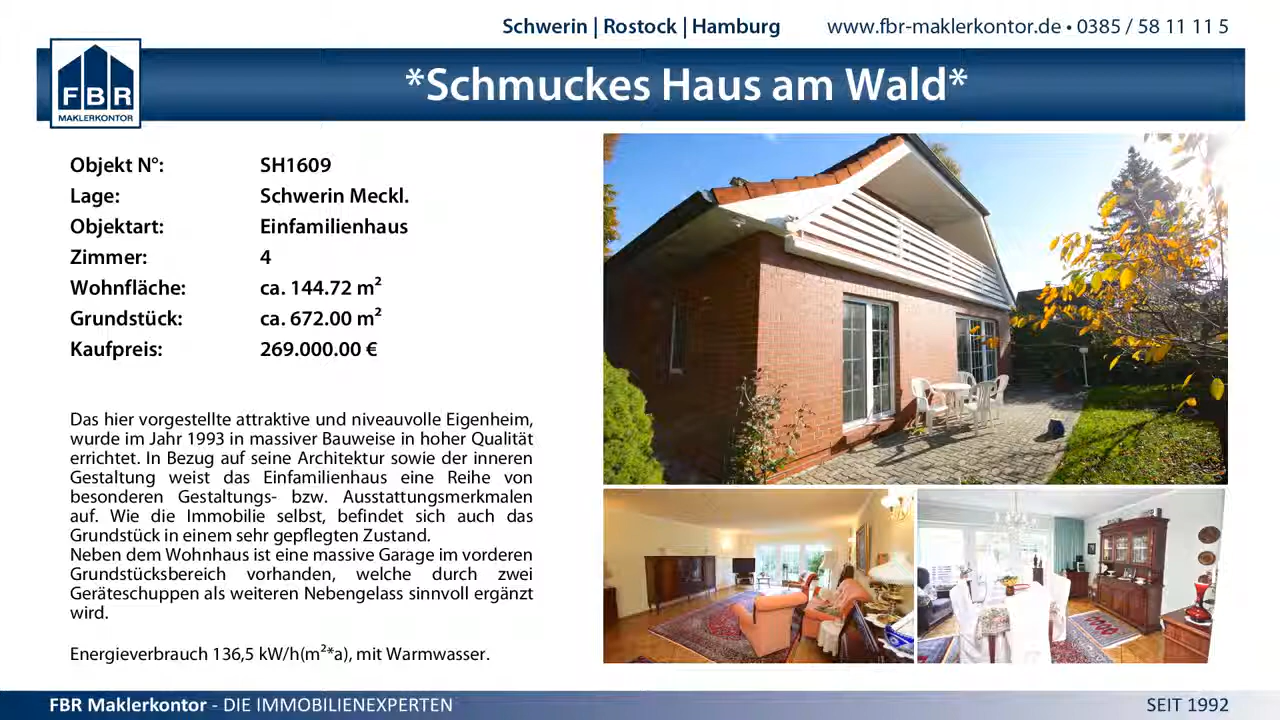 Schwerin | Rostock | Hamburg www.fbr-maklerkontor.de • 0385 / 58 11 11 5
FBR
MAKLERKONTOR
*Schmuckes Haus am Wald*
Objekt N°: SH1609
Lage: Schwerin Meckl.
Objektart: Einfamilienhaus
Zimmer: 4
Wohnfläche: ca. 144.72 m²
Grundstück: ca. 672.00 m²
Kaufpreis: 269.000.00 €
Das hier vorgestellte attraktive und niveauvolle Eigenheim,
wurde im Jahr 1993 in massiver Bauweise in hoher Qualität
errichtet. In Bezug auf seine Architektur sowie der inneren
Gestaltung weist das Einfamilienhaus eine Reihe von
besonderen Gestaltungs- bzw. Ausstattungsmerkmalen
auf. Wie die Immobilie selbst, befindet sich auch das
Grundstück in einem sehr gepflegten Zustand.
Neben dem Wohnhaus ist eine massive Garage im vorderen
Grundstücksbereich vorhanden, welche durch zwei
Geräteschuppen als weiteren Nebengelass sinnvoll ergänzt
wird.
Energieverbrauch 136,5 kW/h(m²*a), mit Warmwasser.
FBR Maklerkontor - DIE IMMOBILIENEXPERTEN SEIT 1992